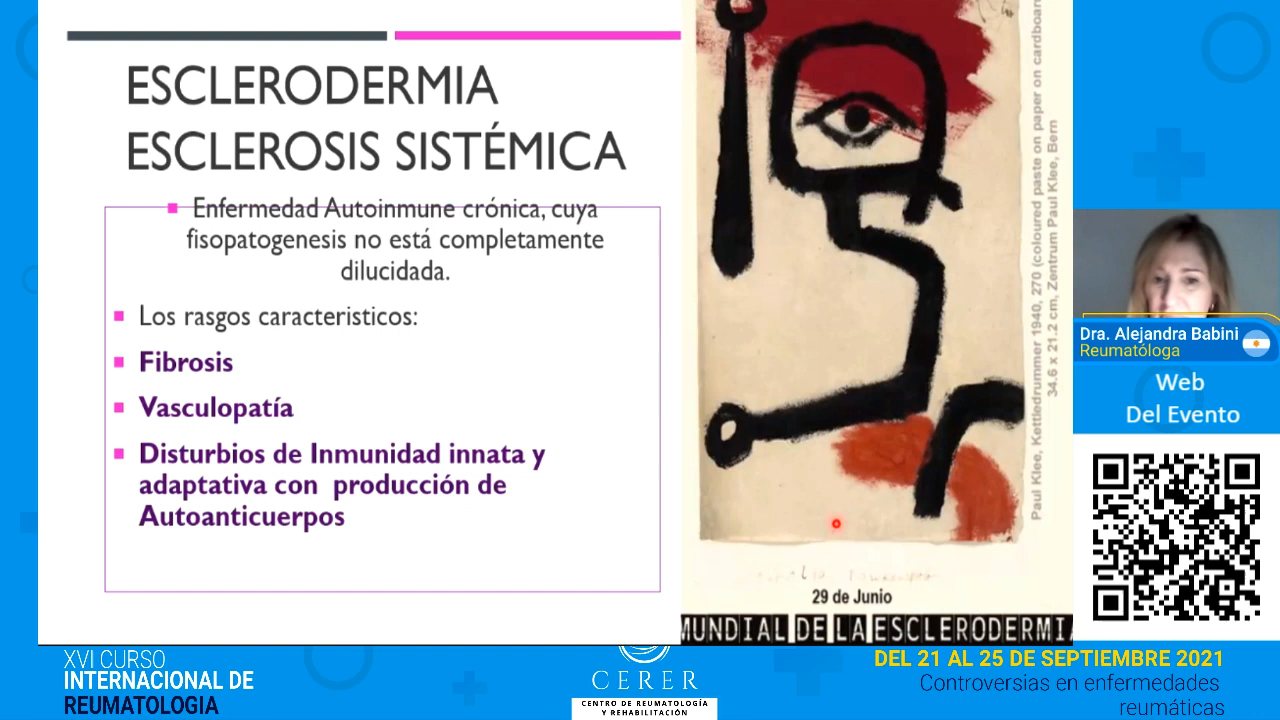 ESCLERODERMIA
ESCLEROSIS SISTÉMICA
Enfermedad Autoinmune crónica, cuya
fisopatogenesis no está completamente
dilucidada.
Los rasgos caracteristicos:
Fibrosis
Vasculopatía
Disturbios de Inmunidad innata y
adaptativa con producción de
Autoanticuerpos
Paul Klee, Kettledrummer 1940, 270 (coloured paste on paper on cardboard
34.6 x 21.2 cm, Zentrum Paul Klee, Bern
29 de Junio
MUNDIAL DE LA ESCLERODERMIA
Dra. Alejandra Babini
Reumatóloga
Web
Del Evento
XVI CURSO
INTERNACIONAL DE
REUMATOLOGIA
CERER
CENTRO DE REUMATOLOGÍA
Y REHABILITACIÓN
DEL 21 AL 25 DE SEPTIEMBRE 2021
Controversias en enfermedades
reumáticas